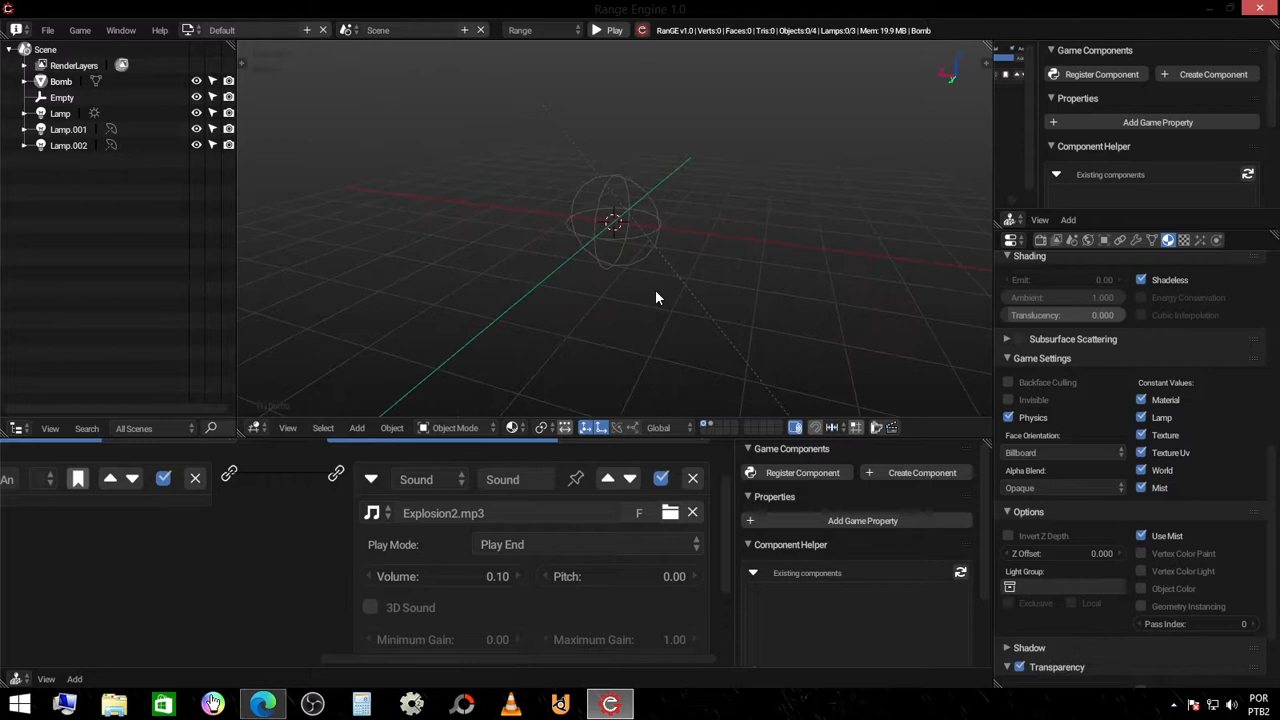 Range Engine 1.0
File Game Window Help Default Scene Range Play RanGE v1.0 | Verts:0 | Faces:0 | Tris:0 | Objects:0/4 | Lamps:0/3 | Mem: 19.9 MB | Bomb
Scene
RenderLayers
Bomb
Empty
Lamp
Lamp.001
Lamp.002
View Search All Scenes
View Select Add Object Object Mode Global
Game Components
Register Component Create Component
Properties
Add Game Property
Component Helper
Existing components
View Add
Shading
Emit: 0.00 Shadeless
Ambient: 1.000 Energy Conservation
Translucency: 0.000 Cubic Interpolation
Subsurface Scattering
Game Settings
Backface Culling Constant Values:
Invisible Material
Physics Lamp
Face Orientation: Texture
Billboard Texture Uv
Alpha Blend: World
Opaque Mist
Options
Invert Z Depth Use Mist
Z Offset: 0.000 Vertex Color Paint
Light Group: Vertex Color Light
Object Color
Exclusive Local Geometry Instancing
Pass Index: 0
Shadow
Transparency
An Sound Sound
Explosion2.mp3 F
Play Mode: Play End
Volume: 0.10 Pitch: 0.00
3D Sound
Minimum Gain: 0.00 Maximum Gain: 1.00
Game Components
Register Component Create Component
Properties
Add Game Property
Component Helper
Existing components
View Add
POR
PTB2